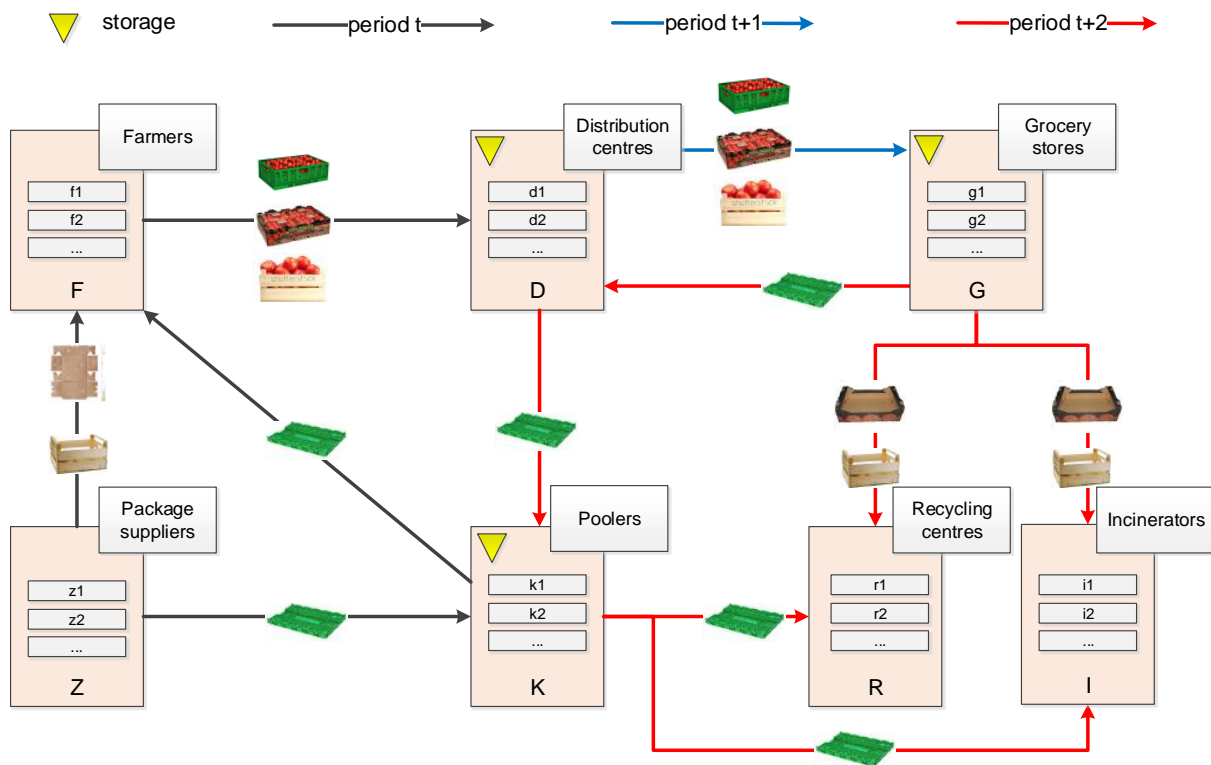 storage
period t
period t+1
period t+2
Farmers
f1
f2
...
F
Distribution
centres
d1
d2
...
D
Grocery
stores
g1
g2
...
G
Package
suppliers
z1
z2
...
Z
Poolers
k1
k2
...
K
Recycling
centres
r1
r2
...
R
Incinerators
i1
i2
...
I